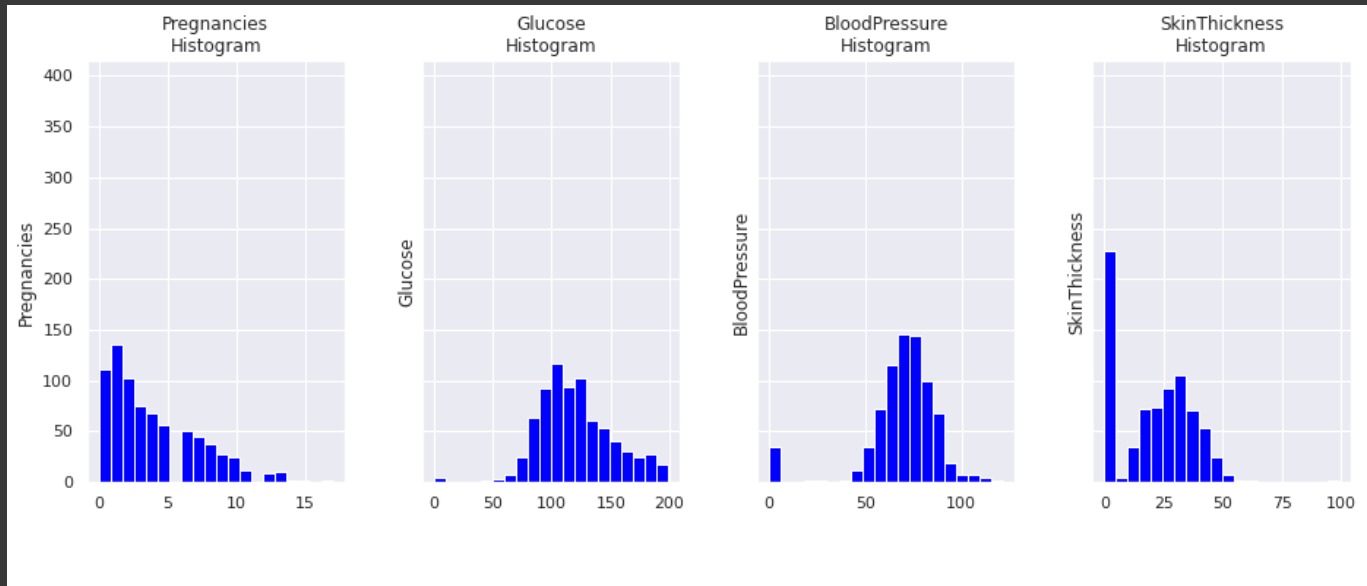 Pregnancies
Histogram
Glucose
Histogram
BloodPressure
Histogram
SkinThickness
Histogram
400
350
300
250
200
150
100
50
0
Pregnancies
Glucose
BloodPressure
SkinThickness
0 5 10 15
0 50 100 150 200
0 50 100
0 25 50 75 100